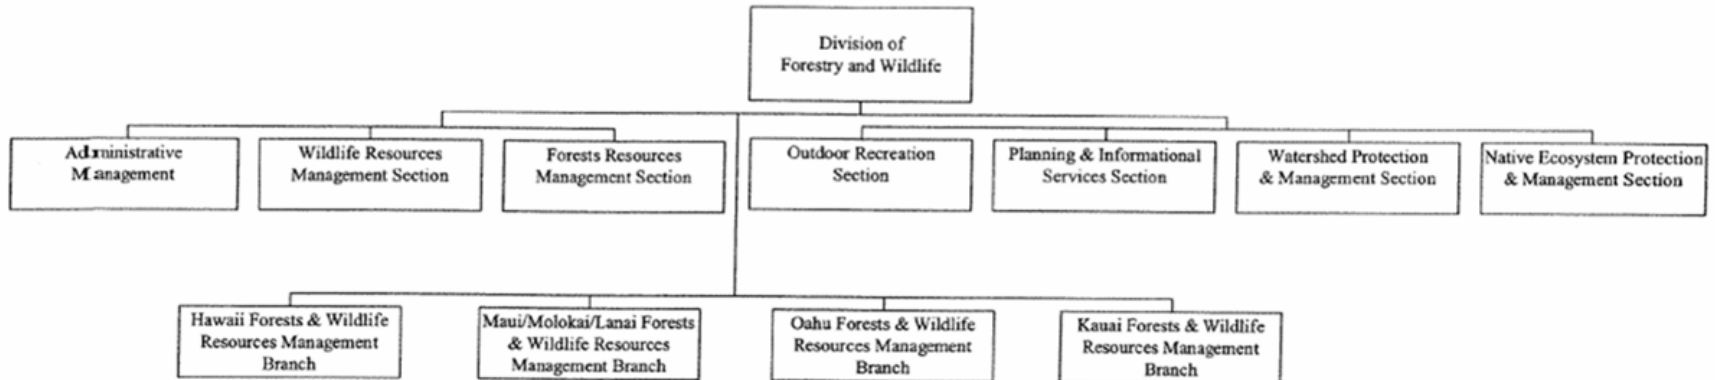 Division of
Forestry and Wildlife
Administrative
Management
Wildlife Resources
Management Section
Forests Resources
Management Section
Outdoor Recreation
Section
Planning & Informational
Services Section
Watershed Protection
& Management Section
Native Ecosystem Protection
& Management Section
Hawaii Forests & Wildlife
Resources Management
Branch
Maui/Molokai/Lanai Forests
& Wildlife Resources
Management Branch
Oahu Forests & Wildlife
Resources Management
Branch
Kauai Forests & Wildlife
Resources Management
Branch